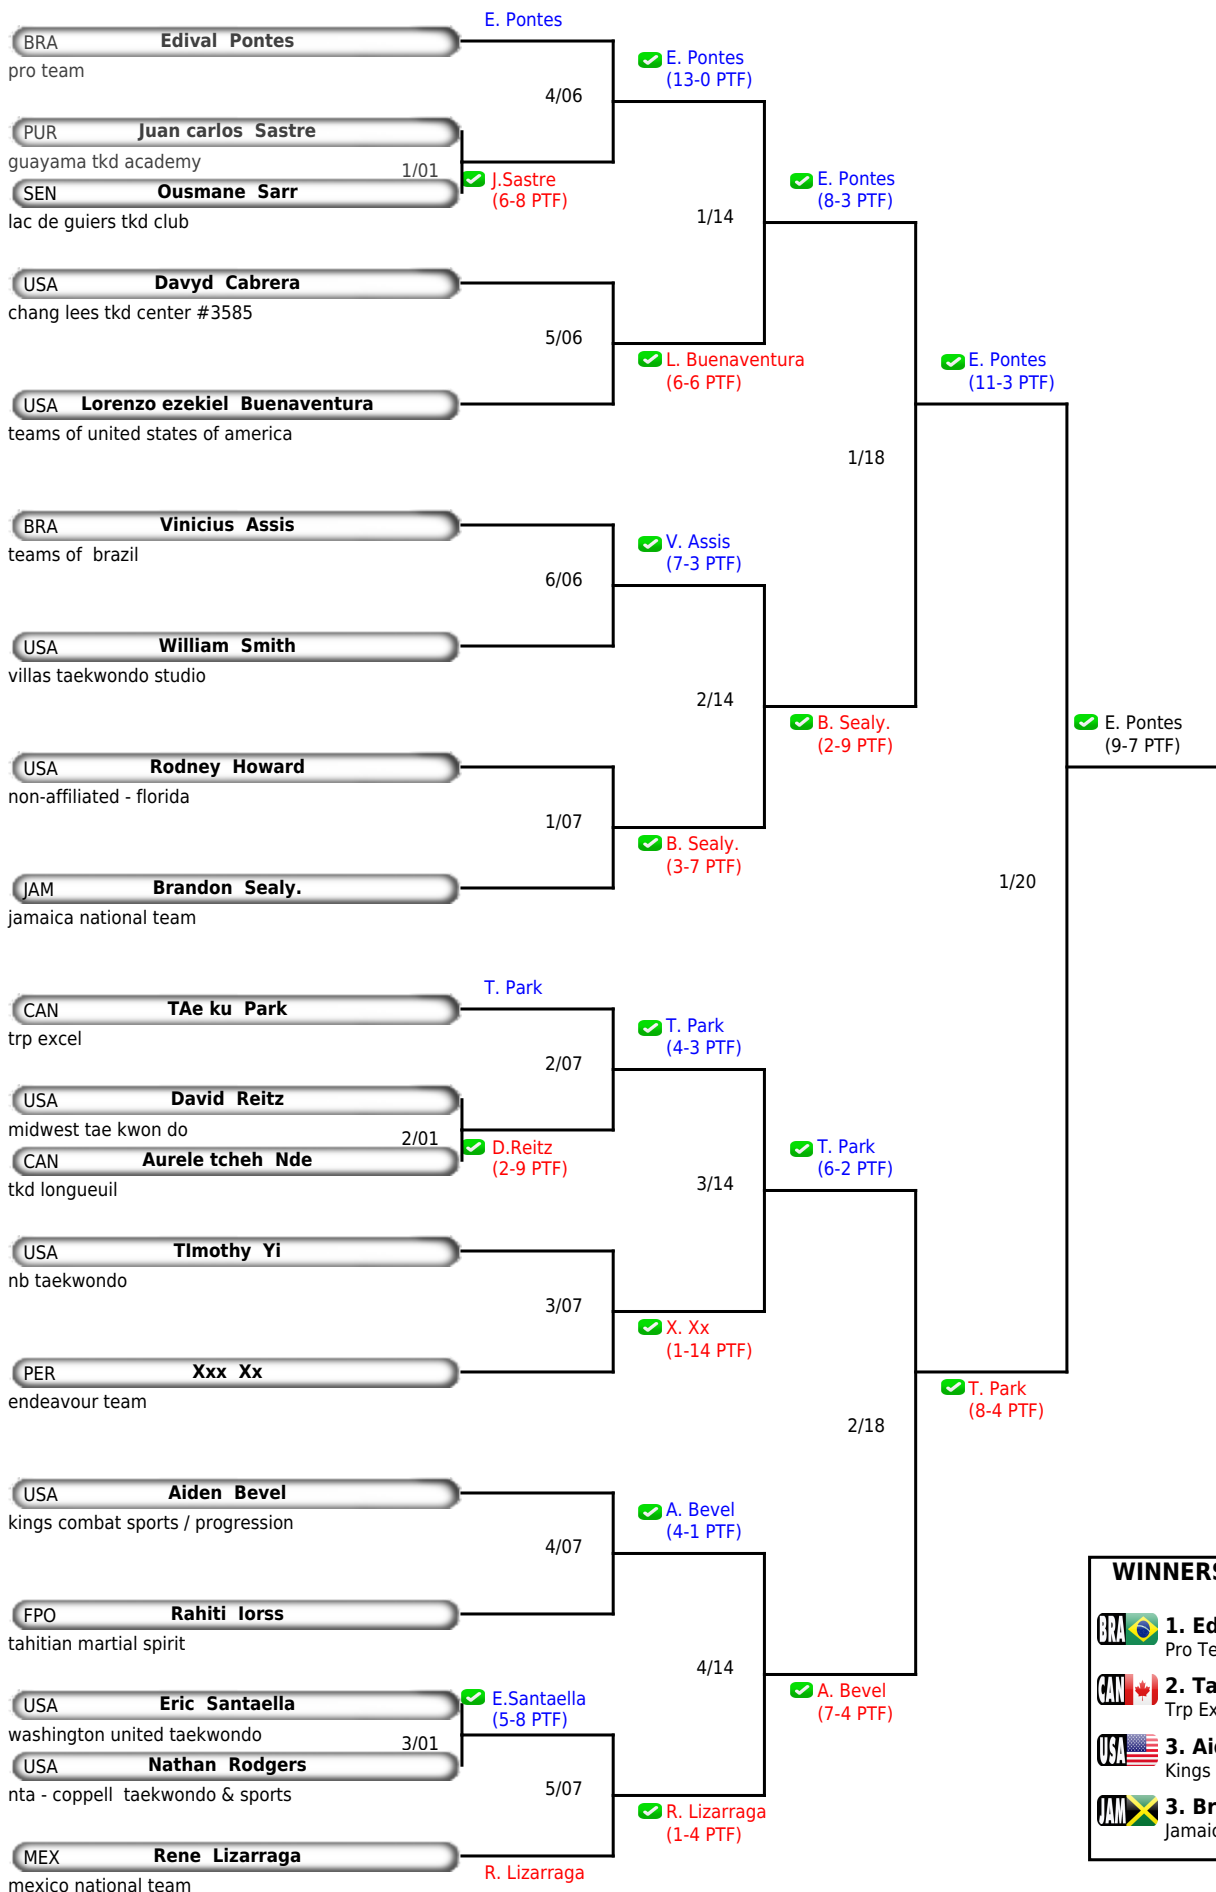 E. Pontes
BRA Edival Pontes
pro team
E. Pontes
(13-0 PTF)
4/06
PUR Juan carlos Sastre
guayama tkd academy
1/01
J.Sastre
(6-8 PTF)
SEN Ousmane Sarr
lac de guiers tkd club
E. Pontes
(8-3 PTF)
1/14
USA Davyd Cabrera
chang lees tkd center #3585
5/06
L. Buenaventura
(6-6 PTF)
E. Pontes
(11-3 PTF)
USA Lorenzo ezekiel Buenaventura
teams of united states of america
1/18
BRA Vinicius Assis
teams of  brazil
V. Assis
(7-3 PTF)
6/06
USA William Smith
villas taekwondo studio
2/14
B. Sealy.
(2-9 PTF)
E. Pontes
(9-7 PTF)
USA Rodney Howard
non-affiliated - florida
1/07
B. Sealy.
(3-7 PTF)
JAM Brandon Sealy.
jamaica national team
1/20
T. Park
CAN TAe ku Park
trp excel
T. Park
(4-3 PTF)
2/07
USA David Reitz
midwest tae kwon do
2/01
D.Reitz
(2-9 PTF)
CAN Aurele tcheh Nde
tkd longueuil
T. Park
(6-2 PTF)
3/14
USA TImothy Yi
nb taekwondo
3/07
X. Xx
(1-14 PTF)
PER Xxx Xx
endeavour team
T. Park
(8-4 PTF)
2/18
USA Aiden Bevel
kings combat sports / progression
A. Bevel
(4-1 PTF)
4/07
FPO Rahiti Iorss
tahitian martial spirit
4/14
A. Bevel
(7-4 PTF)
USA Eric Santaella
washington united taekwondo
E.Santaella
(5-8 PTF)
3/01
USA Nathan Rodgers
nta - coppell  taekwondo & sports
5/07
R. Lizarraga
(1-4 PTF)
MEX Rene Lizarraga
mexico national team
R. Lizarraga
WINNERS
BRA 1. Ed
Pro Te
CAN 2. Ta
Trp Ex
USA 3. Aid
Kings
JAM 3. Br
Jamaic